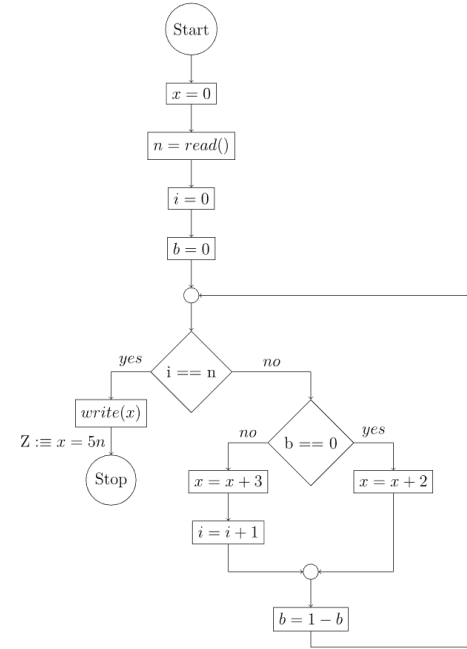 Start
x = 0
n = read()
i = 0
b = 0
i == n
yes
no
write(x)
Z :≡ x = 5n
Stop
b == 0
no
yes
x = x + 3
x = x + 2
i = i + 1
b = 1 − b